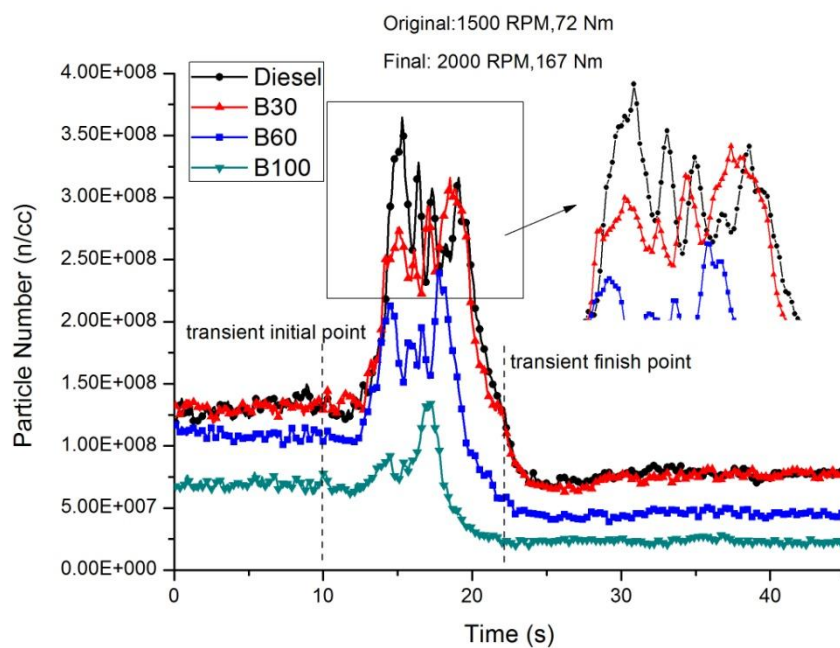 Original:1500 RPM,72 Nm
Final: 2000 RPM,167 Nm
4.00E+008
3.50E+008
3.00E+008
2.50E+008
2.00E+008
1.50E+008
1.00E+008
5.00E+007
0.00E+000
Particle Number (n/cc)
Diesel
B30
B60
B100
transient initial point
transient finish point
0
10
20
30
40
Time (s)